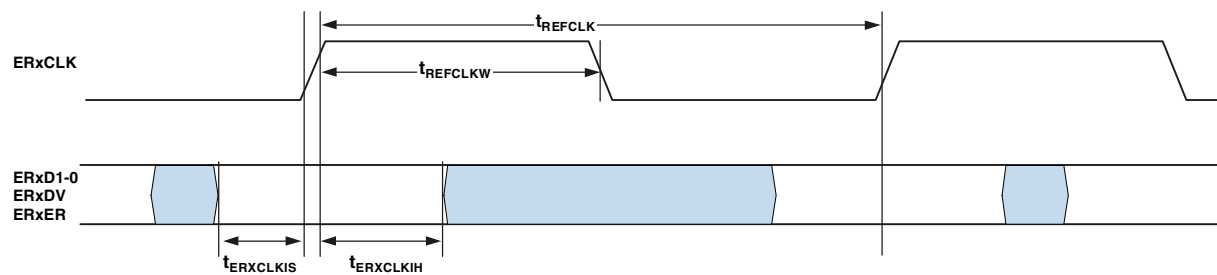 tREFCLK
ERxCLK
tREFCLKW
ERxD1-0
ERxDV
ERxER
tERXCLKIS
tERXCLKIH